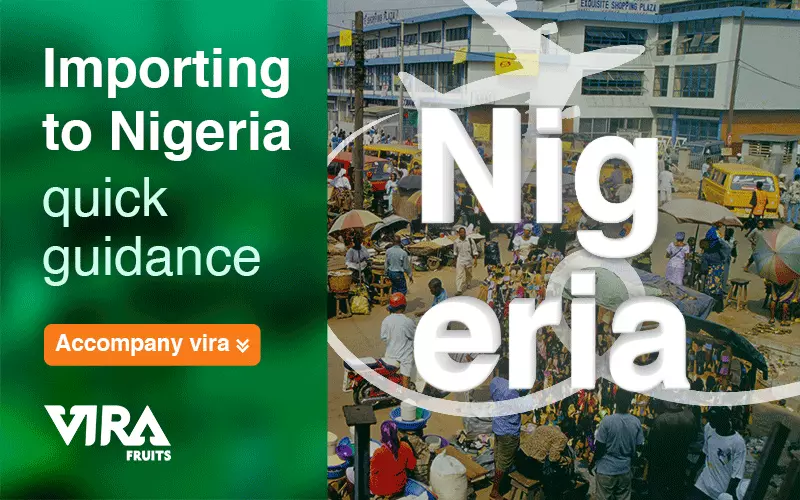 Importing
to Nigeria
quick
guidance
Accompany vira
VIRA
FRUITS
EXQUISITE SHOPPING PLAZA
Nig
eria